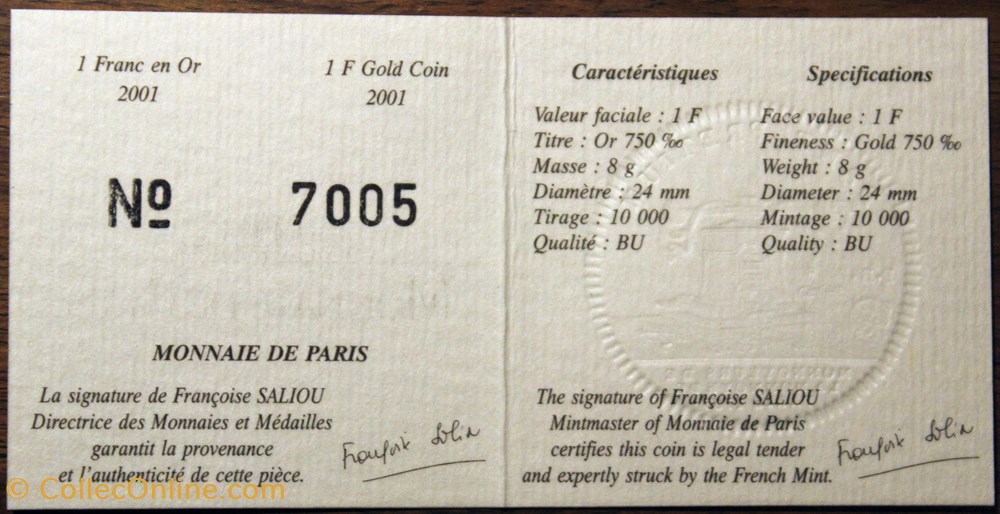 1 Franc en Or
2001
1 F Gold Coin
2001
Nº 7005
MONNAIE DE PARIS
La signature de Françoise SALIOU
Directrice des Monnaies et Médailles
garantit la provenance
et l'authenticité de cette pièce.
Caractéristiques
Valeur faciale : 1 F
Titre : Or 750 ‰
Masse : 8 g
Diamètre : 24 mm
Tirage : 10 000
Qualité : BU
Specifications
Face value : 1 F
Fineness : Gold 750 ‰
Weight : 8 g
Diameter : 24 mm
Mintage : 10 000
Quality : BU
The signature of Françoise SALIOU
Mintmaster of Monnaie de Paris
certifies this coin is legal tender
and expertly struck by the French Mint.
© CollecOnline.com